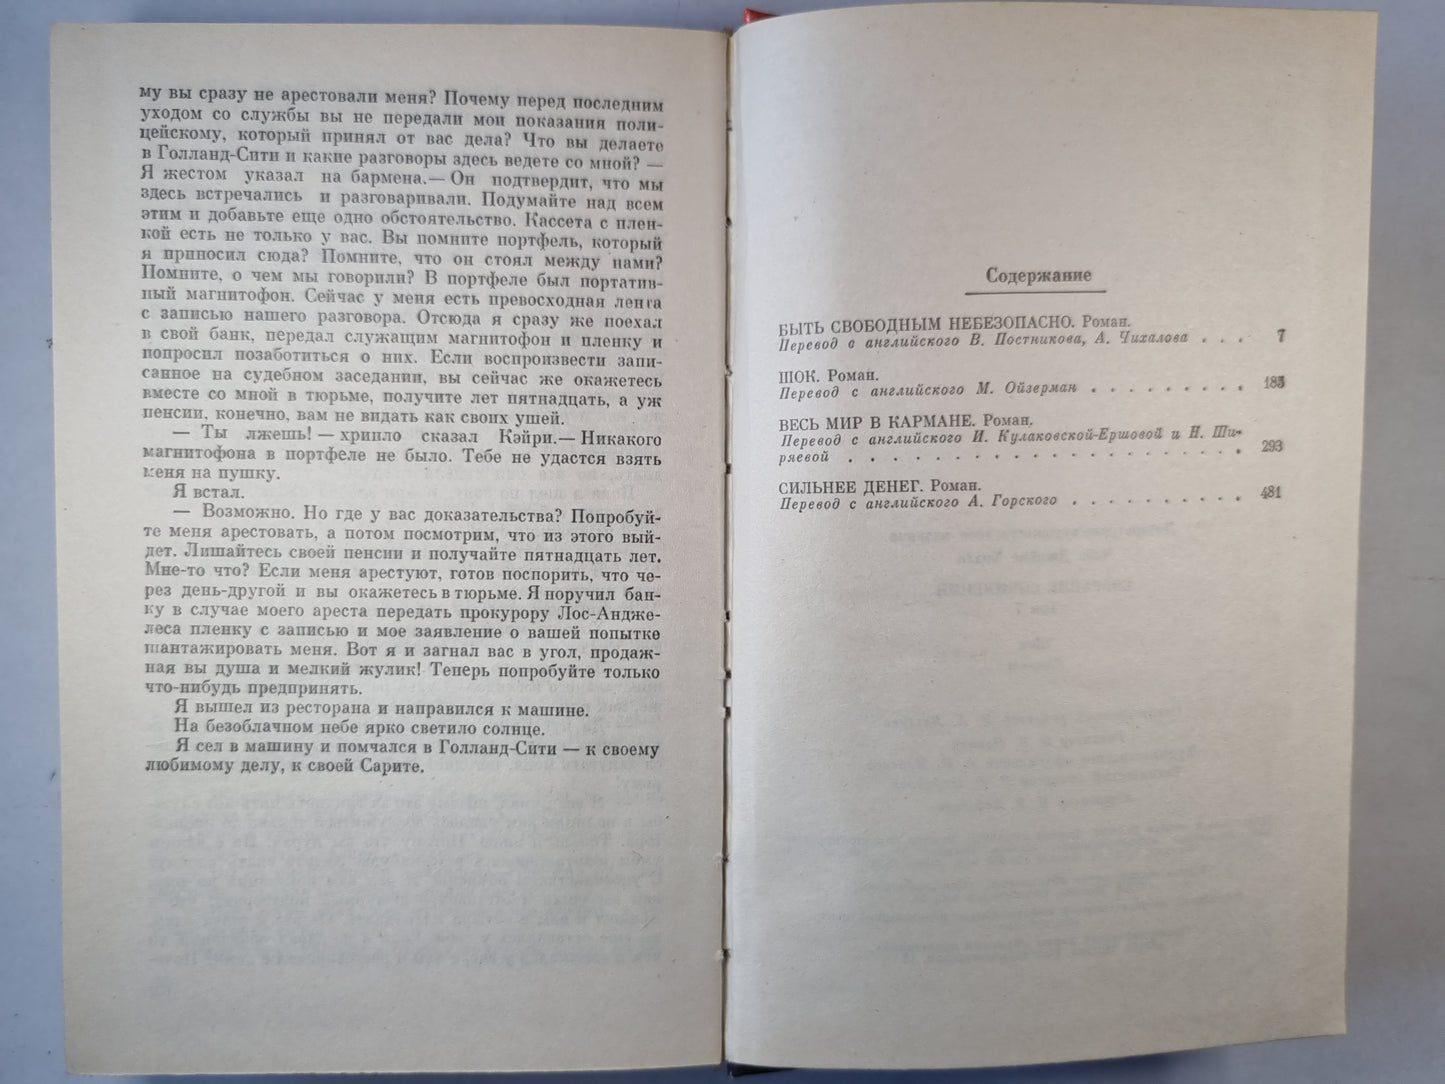 му вы сразу не арестовали меня? Почему перед последним
уходом со службы вы не передали мои показания поли-
цейскому, который принял от вас дела? Что вы делаете
в Голланд-Сити и какие разговоры здесь ведете со мной? —
Я жестом указал на бармена.— Он подтвердит, что мы
здесь встречались и разговаривали. Подумайте над всем
этим и добавьте еще одно обстоятельство. Кассета с плен-
кой есть не только у вас. Вы помните портфель, который
я приносил сюда? Помните, что он стоял между нами?
Помните, о чем мы говорили? В портфеле был портатив-
ный магнитофон. Сейчас у меня есть превосходная лента
с записью нашего разговора. Отсюда я сразу же поехал
в свой банк, передал служащим магнитофон и пленку и
попросил позаботиться о них. Если воспроизвести запи-
санное на судебном заседании, вы сейчас же окажетесь
вместе со мной в тюрьме, получите лет пятнадцать, а уж
пенсии, конечно, вам не видать как своих ушей.
— Ты лжешь! — хрипло сказал Кэйри.— Никакого
магнитофона в портфеле не было. Тебе не удастся взять
меня на пушку.
Я встал.
— Возможно. Но где у вас доказательства? Попробуй-
те меня арестовать, а потом посмотрим, что из этого вый-
дет. Лишайтесь своей пенсии и получайте пятнадцать лет.
Мне-то что? Если меня арестуют, готов поспорить, что че-
рез день-другой и вы окажетесь в тюрьме. Я поручил бан-
ку в случае моего ареста передать прокурору Лос-Андже-
леса пленку с записью и мое заявление о вашей попытке
шантажировать меня. Вот я и загнал вас в угол, продаж-
ная вы душа и мелкий жулик! Теперь попробуйте только
что-нибудь предпринять.
Я вышел из ресторана и направился к машине.
На безоблачном небе ярко светило солнце.
Я сел в машину и помчался в Голланд-Сити — к своему
любимому делу, к своей Сарите.
Содержание
БЫТЬ СВОБОДНЫМ НЕБЕЗОПАСНО. Роман.
Перевод с английского В. Постникова, А. Чихалова . . . 7
ШОК. Роман.
Перевод с английского М. Ойзерман . . . . . . . . .
ВЕСЬ МИР В КАРМАНЕ. Роман.
Перевод с английского И. Кулаковской-Ершовой и Н. Ши-
ряевой . . . . . . . . . . . . . . . . . 293
СИЛЬНЕЕ ДЕНЕГ. Роман.
Перевод с английского А. Горского . . . . . . . . . . 481